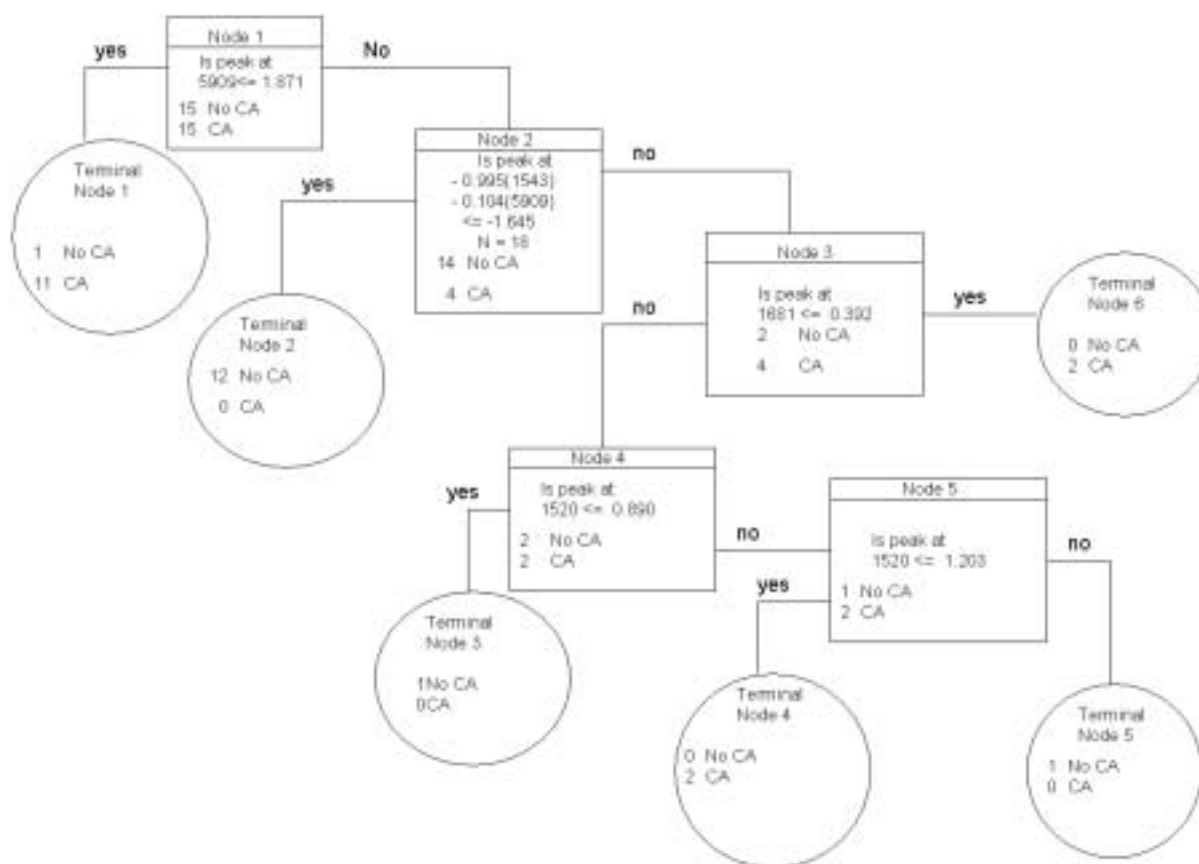 Node 1
yes
No
Is peak at
5909<= 1.871
15 No CA
15 CA
Terminal
Node 1
1 No CA
11 CA
Node 2
yes
no
Is peak at
- 0.995(1543)
- 0.104(5909)
<= -1.645
N = 18
14 No CA
4 CA
Terminal
Node 2
12 No CA
0 CA
Node 3
no
yes
Is peak at
1681 <= 0.392
2 No CA
4 CA
Terminal
Node 6
0 No CA
2 CA
Node 4
yes
no
Is peak at
1520 <= 0.890
2 No CA
2 CA
Node 5
yes
no
Is peak at
1520 <= 1.203
1 No CA
2 CA
Terminal
Node 3
1No CA
0CA
Terminal
Node 4
0 No CA
2 CA
Terminal
Node 5
1 No CA
0 CA